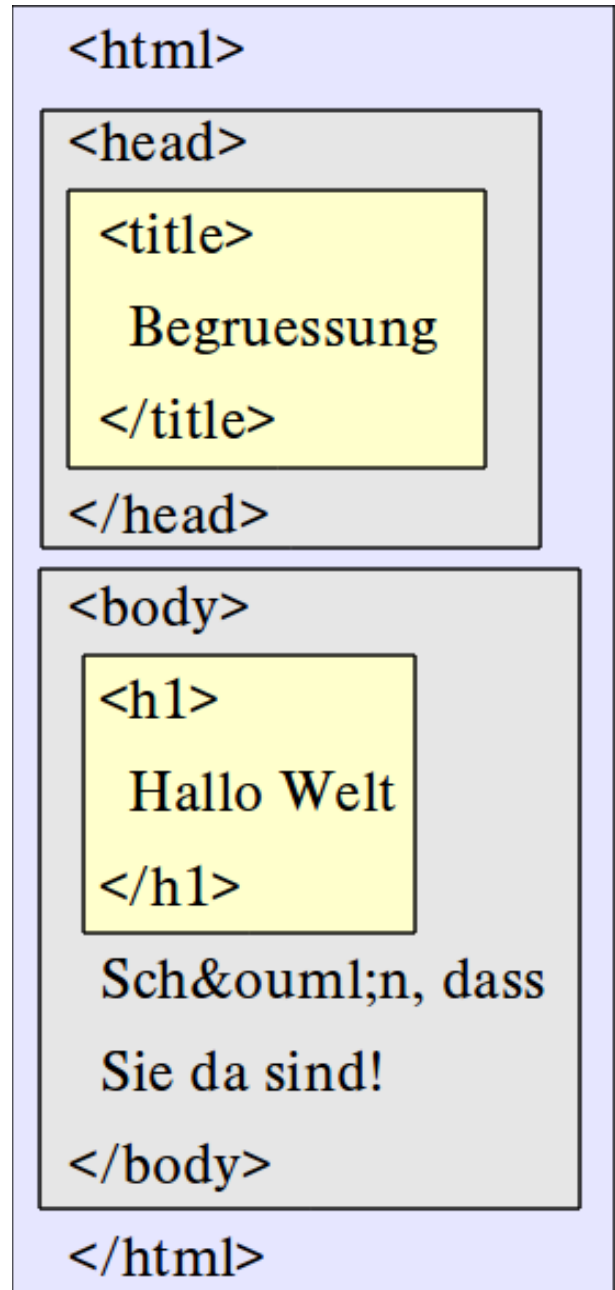 <html>
<head>
<title>
Begruessung
</title>
</head>
<body>
<h1>
Hallo Welt
</h1>
Sch&ouml;n, dass
Sie da sind!
</body>
</html>